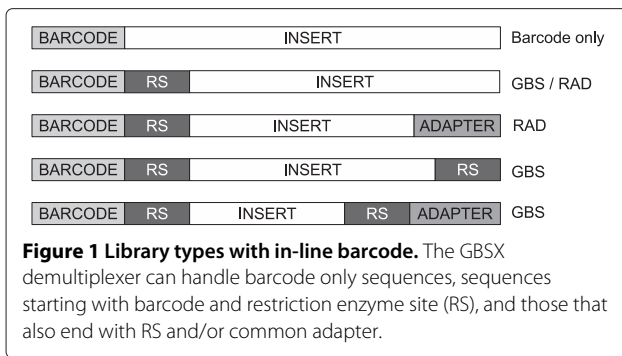 BARCODE INSERT Barcode only
BARCODE RS INSERT GBS / RAD
BARCODE RS INSERT ADAPTER RAD
BARCODE RS INSERT RS GBS
BARCODE RS INSERT RS ADAPTER GBS
Figure 1 Library types with in-line barcode. The GBSX
demultiplexer can handle barcode only sequences, sequences
starting with barcode and restriction enzyme site (RS), and those that
also end with RS and/or common adapter.